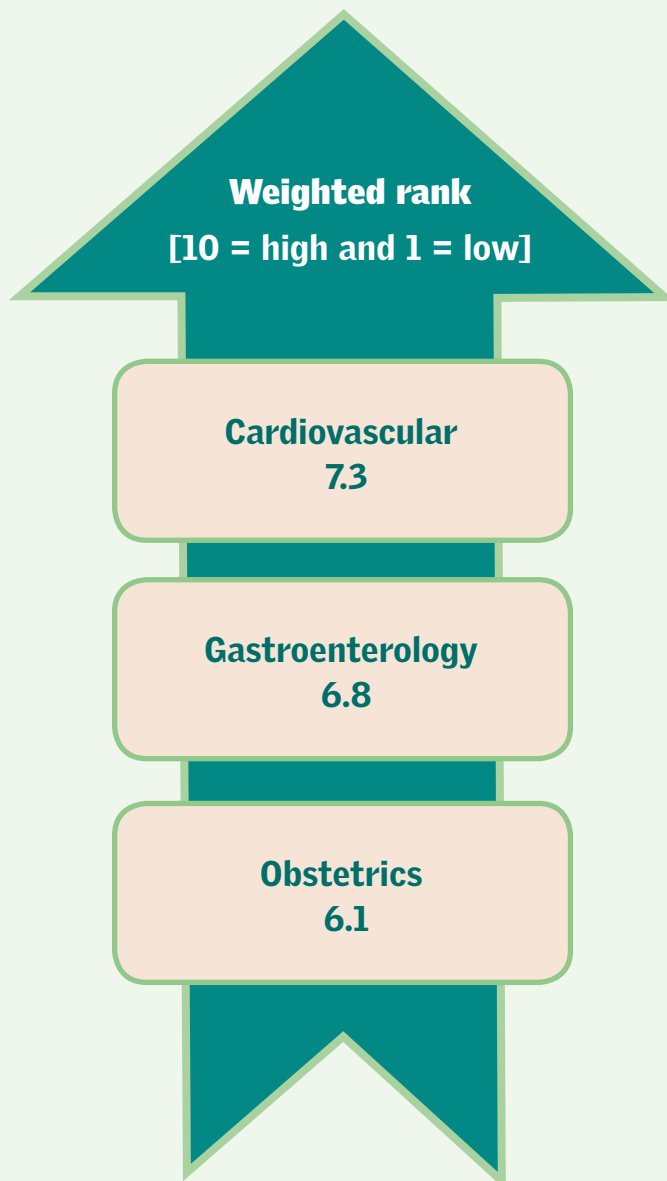 Weighted rank
[10 = high and 1 = low]
Cardiovascular
7.3
Gastroenterology
6.8
Obstetrics
6.1